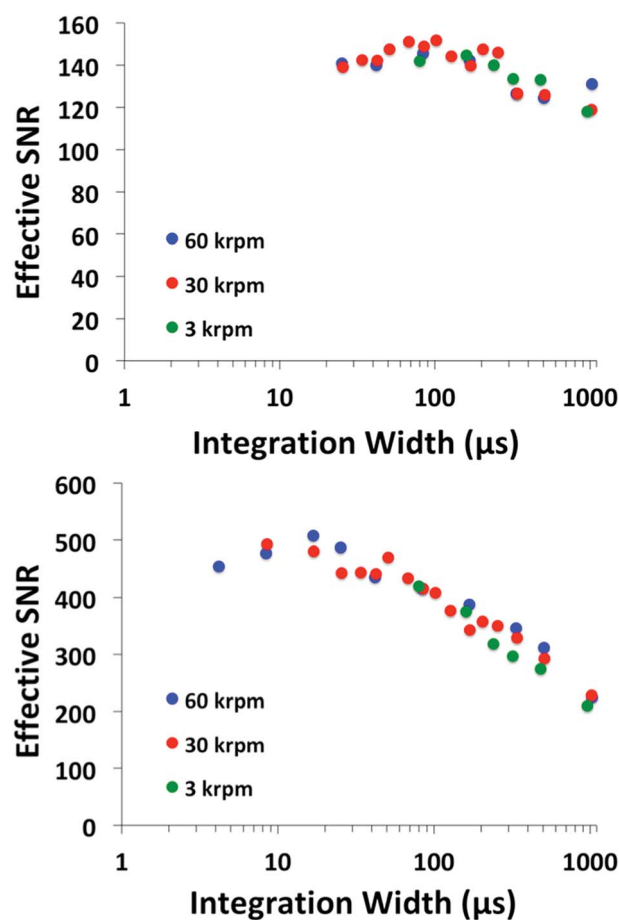 160
140
120
100
80
60
40
20
0
Effective SNR
60 krpm
30 krpm
3 krpm
1 10 100 1000
Integration Width (µs)
600
500
400
300
200
100
0
Effective SNR
60 krpm
30 krpm
3 krpm
1 10 100 1000
Integration Width (µs)